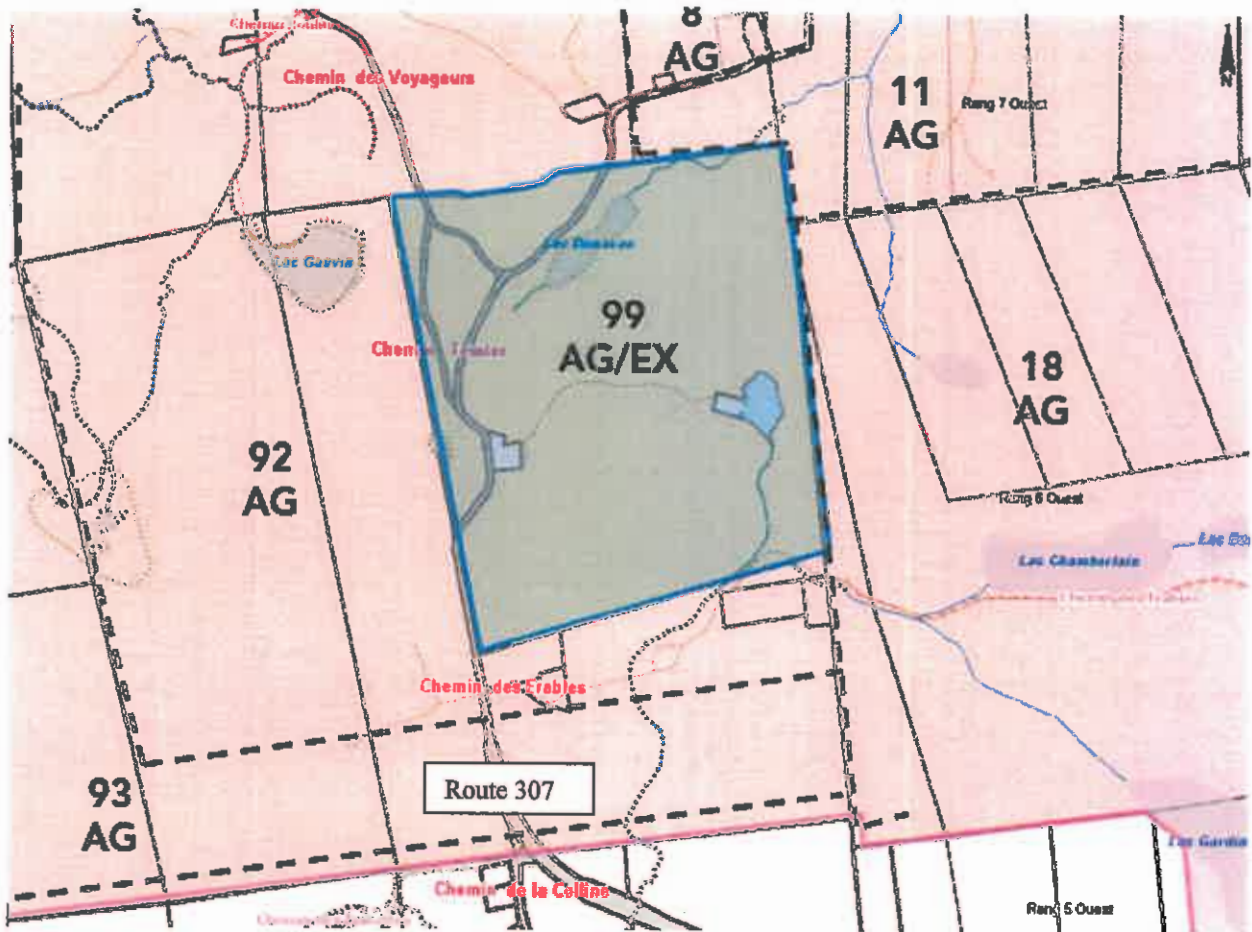 8
AG
Chemin des Voyageurs
11
AG
Rang 7 Ouest
N
Lac Gauvin
99
AG/EX
18
AG
92
AG
Rang 6 Ouest
Lac Chamberlain
Chemin des Érables
Route 307
93
AG
Chemin de la Colline
Rang 5 Ouest